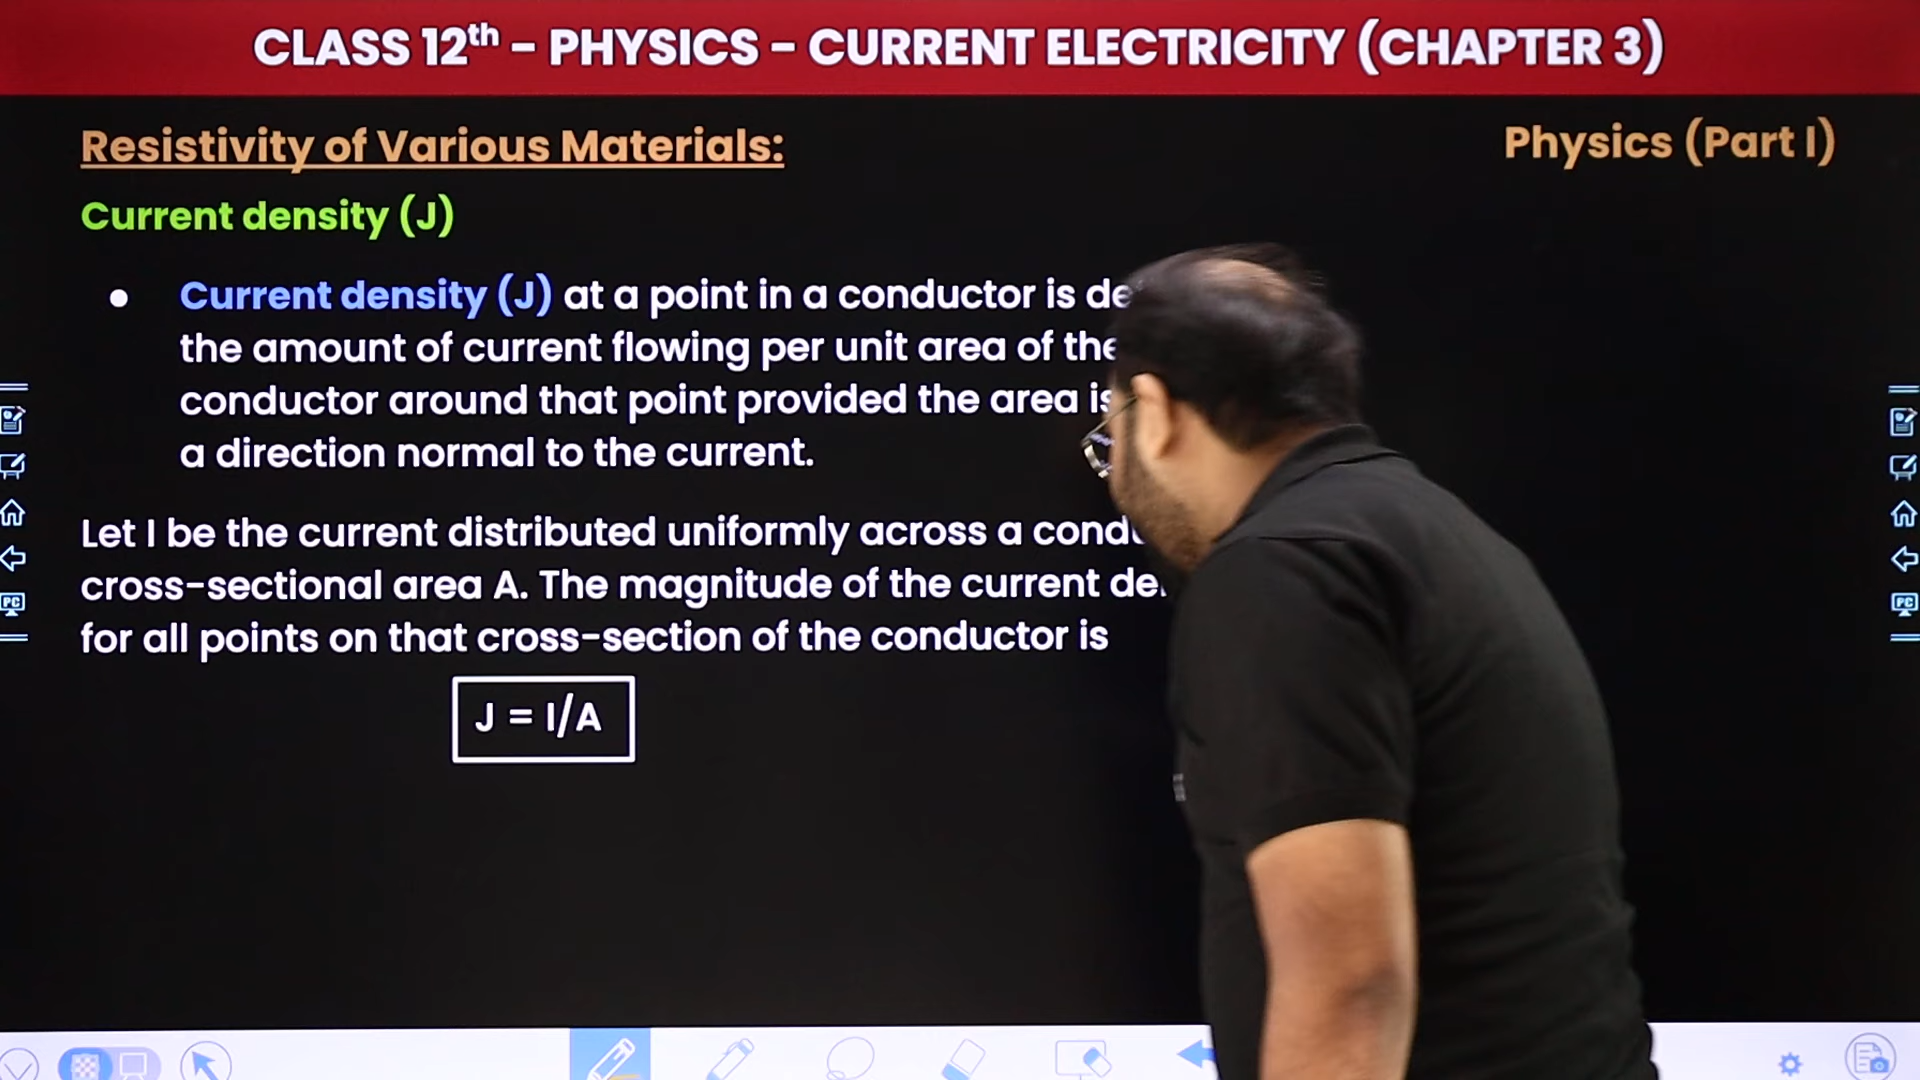 CLASS 12th – PHYSICS – CURRENT ELECTRICITY (CHAPTER 3)
Resistivity of Various Materials:
Physics (Part I)
Current density (J)
● Current density (J) at a point in a conductor is
the amount of current flowing per unit area of the
conductor around that point provided the area
a direction normal to the current.
Let I be the current distributed uniformly across a
cross-sectional area A. The magnitude of the current
for all points on that cross-section of the conductor is
J = I/A
PC
PC